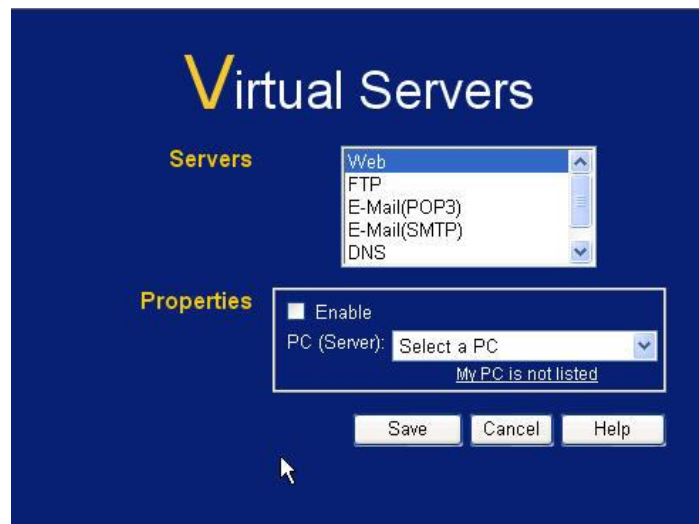 Virtual Servers
Servers
Web
FTP
E-Mail(POP3)
E-Mail(SMTP)
DNS
Properties
Enable
PC (Server): Select a PC
My PC is not listed
Save Cancel Help